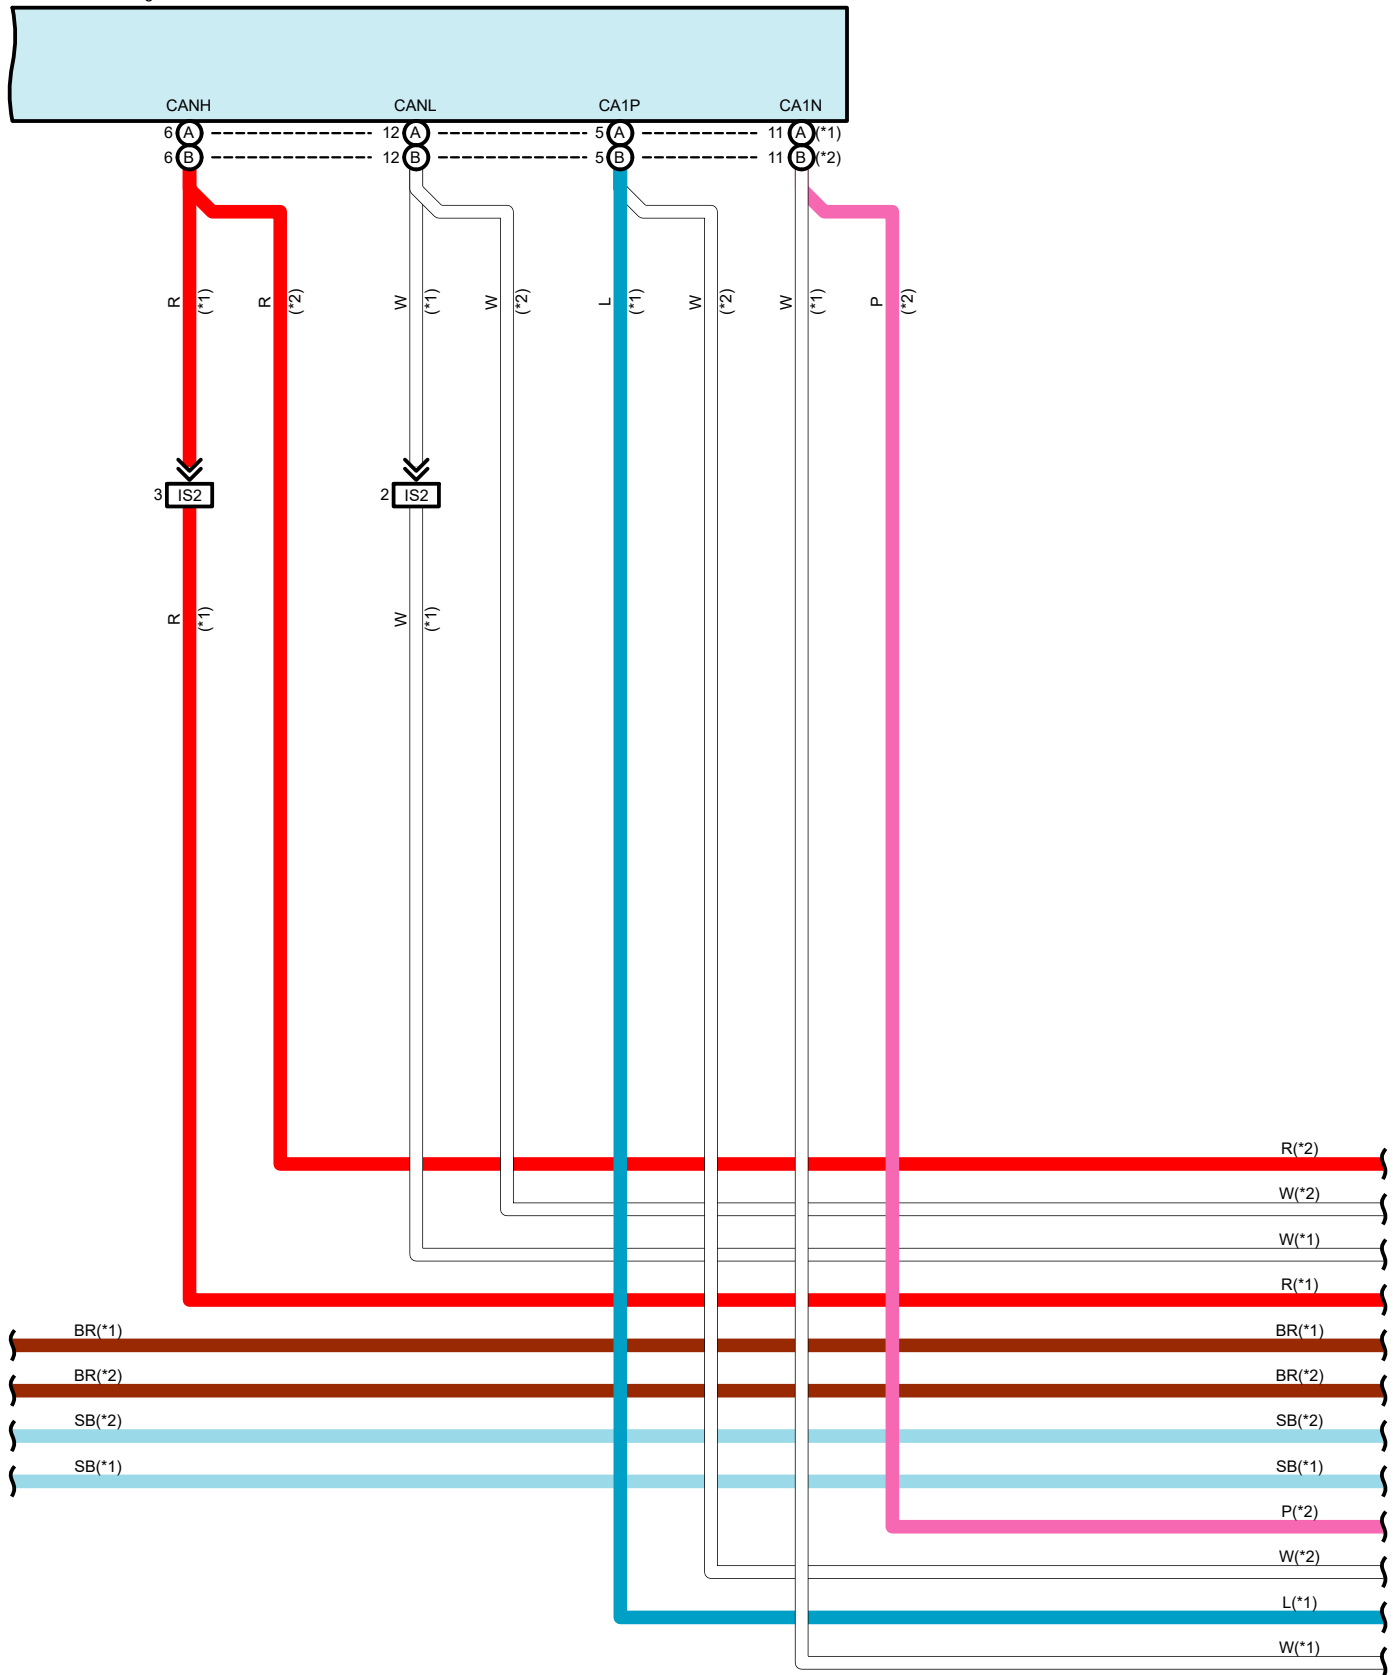 CANH CANL CA1P CA1N
6 A 12 A 5 A 11 A (*1)
6 B 12 B 5 B 11 B (*2)
R (*1) R (*2) W (*1) W (*2) L (*1) W (*2) W (*1) P (*2)
3 IS2 2 IS2
R (*1) W (*1)
R(*2)
W(*2)
W(*1)
R(*1)
BR(*1) BR(*1)
BR(*2) BR(*2)
SB(*2) SB(*2)
SB(*1) SB(*1)
P(*2)
W(*2)
L(*1)
W(*1)